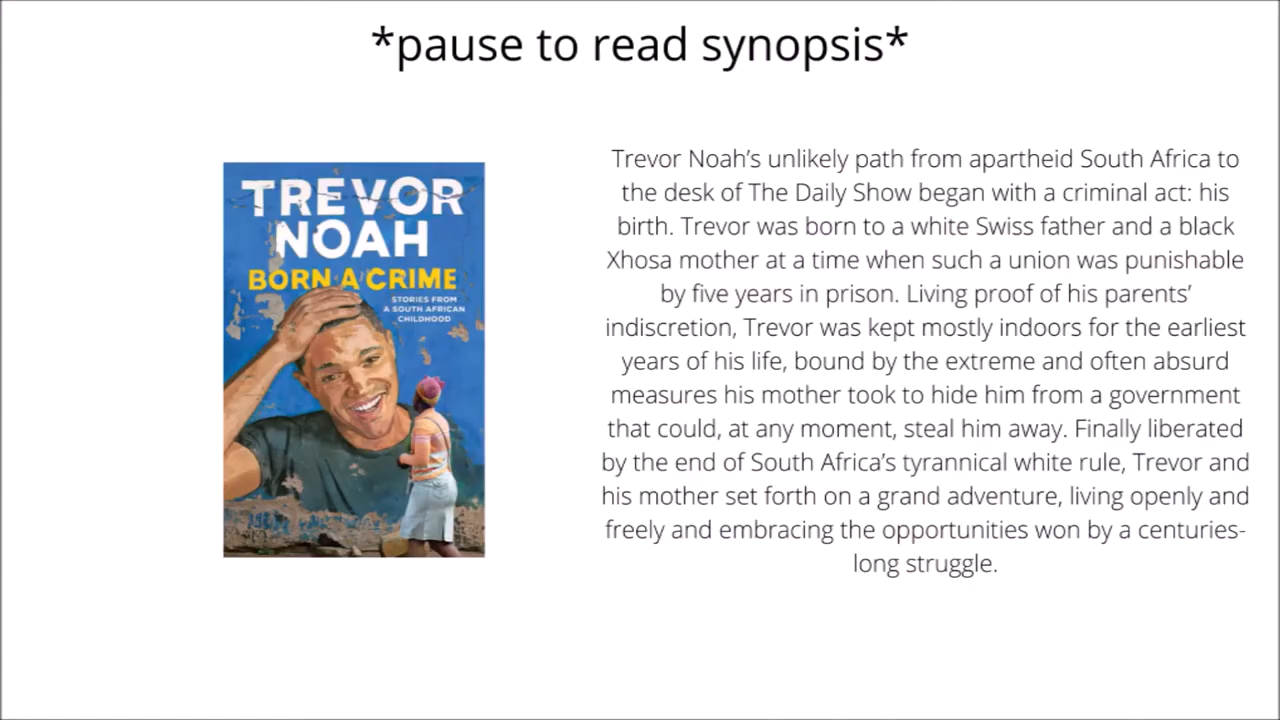 *pause to read synopsis*
TREVOR
NOAH
BORN A CRIME
STORIES FROM
A SOUTH AFRICAN
CHILDHOOD
Trevor Noah’s unlikely path from apartheid South Africa to
the desk of The Daily Show began with a criminal act: his
birth. Trevor was born to a white Swiss father and a black
Xhosa mother at a time when such a union was punishable
by five years in prison. Living proof of his parents’
indiscretion, Trevor was kept mostly indoors for the earliest
years of his life, bound by the extreme and often absurd
measures his mother took to hide him from a government
that could, at any moment, steal him away. Finally liberated
by the end of South Africa’s tyrannical white rule, Trevor and
his mother set forth on a grand adventure, living openly and
freely and embracing the opportunities won by a centuries-
long struggle.